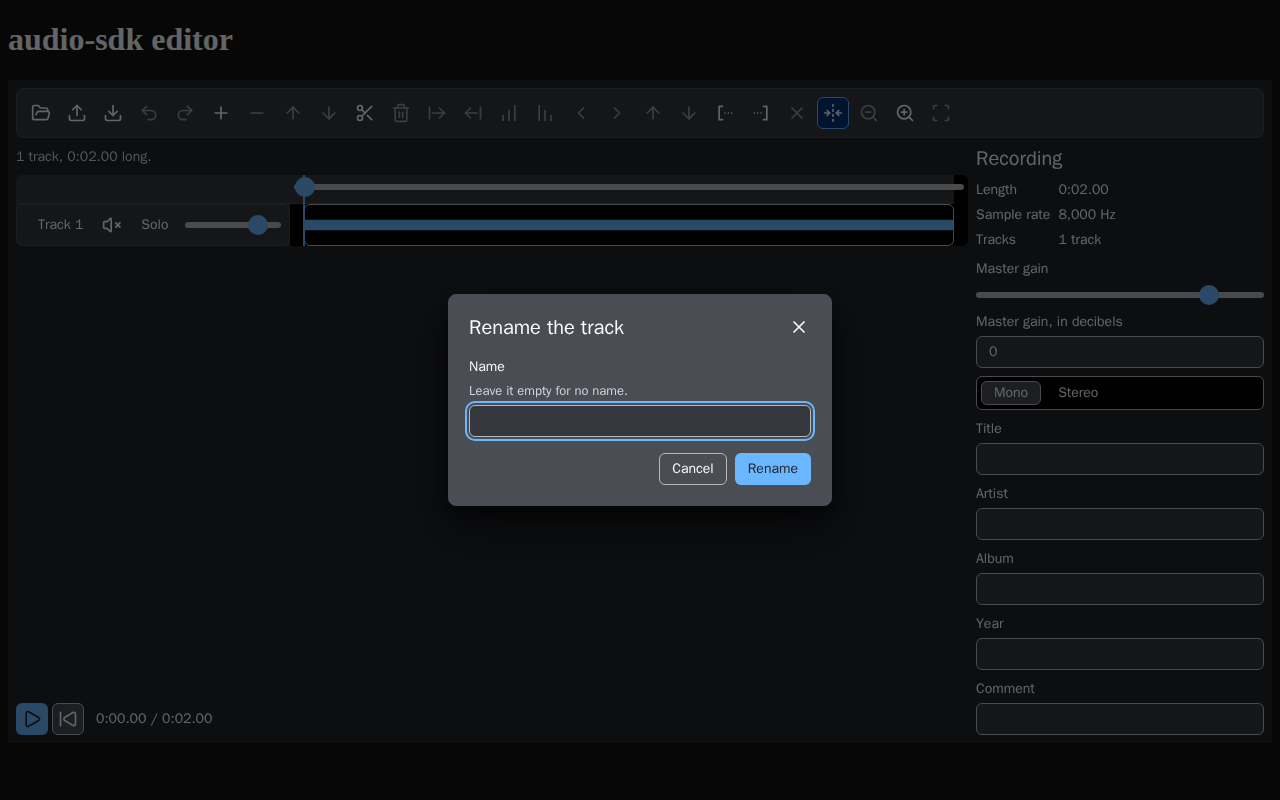 audio-sdk editor
1 track, 0:02.00 long.
Track 1 Solo
Recording
Length 0:02.00
Sample rate 8,000 Hz
Tracks 1 track
Master gain
Master gain, in decibels
0
Mono Stereo
Title
Artist
Album
Year
Comment
Rename the track
Name
Leave it empty for no name.
Cancel Rename
0:00.00 / 0:02.00